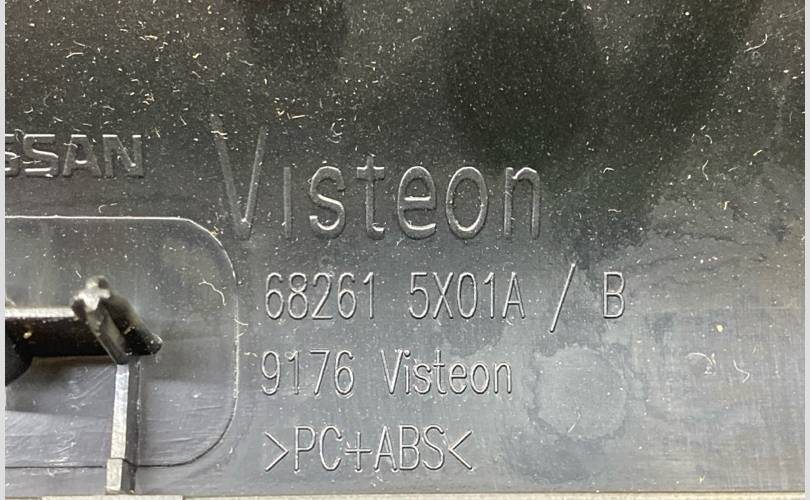 SSAN
Visteon
68261 5X01A / B
9176 Visteon
>PC+ABS<